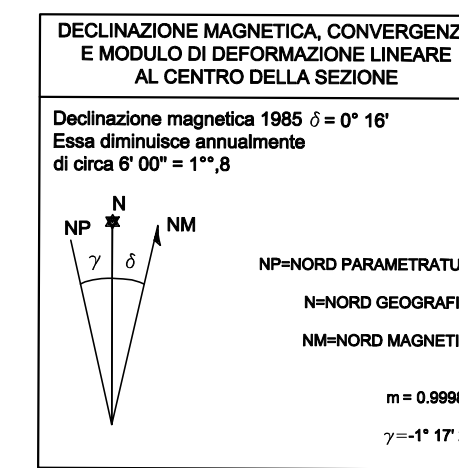 DECLINAZIONE MAGNETICA, CONVERGENZ
E MODULO DI DEFORMAZIONE LINEARE
AL CENTRO DELLA SEZIONE
Declinazione magnetica 1985 δ = 0° 16'
Essa diminuisce annualmente
di circa 6' 00" = 1°°,8
N
NP
NM
γ δ
NP=NORD PARAMETRATU
N=NORD GEOGRAFI
NM=NORD MAGNETI
m = 0.9998
γ=-1° 17'